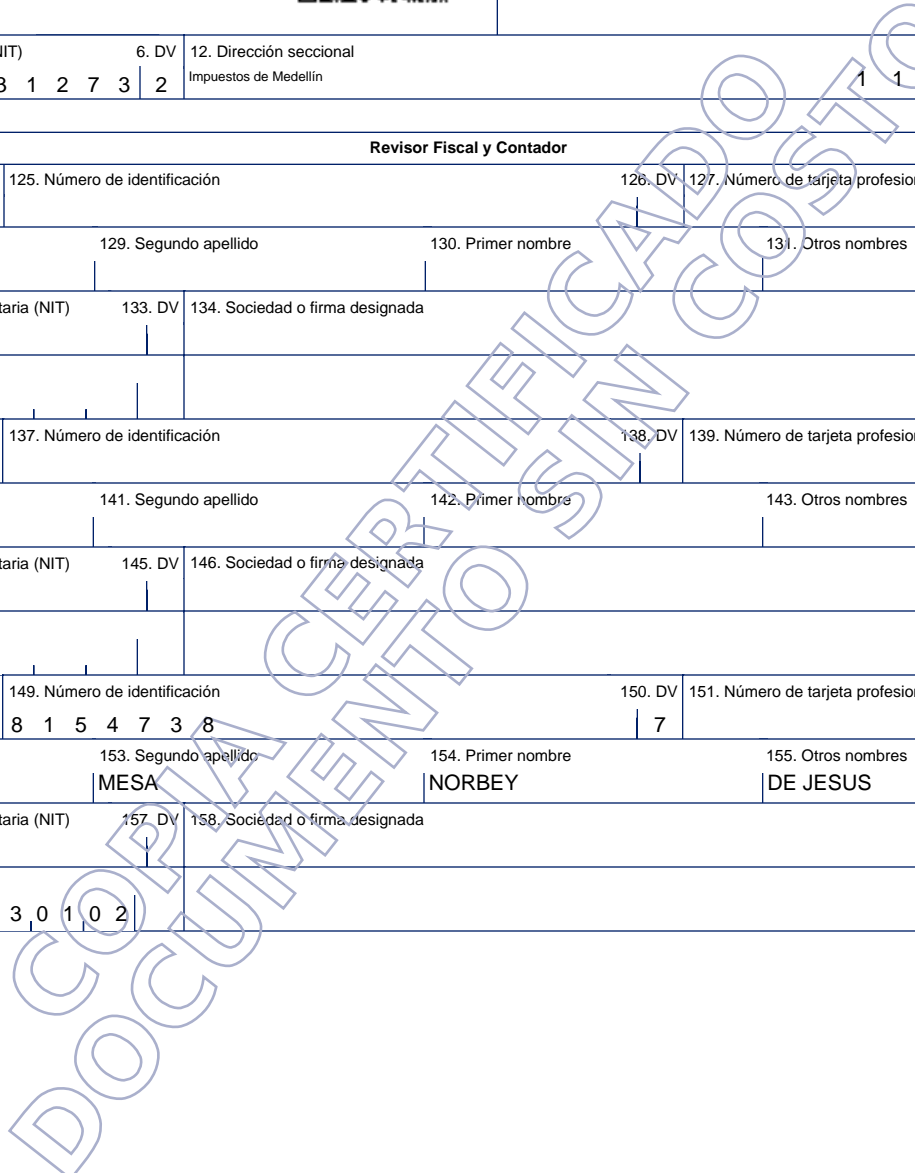 NIT) 6. DV 12. Dirección seccional
3 1 2 7 3 2 Impuestos de Medellín 1 1
Revisor Fiscal y Contador
125. Número de identificación 126. DV 127. Número de tarjeta profesion
129. Segundo apellido 130. Primer nombre 131. Otros nombres
taria (NIT) 133. DV 134. Sociedad o firma designada
137. Número de identificación 138. DV 139. Número de tarjeta profesion
141. Segundo apellido 142. Primer nombre 143. Otros nombres
taria (NIT) 145. DV 146. Sociedad o firma designada
149. Número de identificación 150. DV 151. Número de tarjeta profesion
8 1 5 4 7 3 8 7
153. Segundo apellido 154. Primer nombre 155. Otros nombres
MESA NORBEY DE JESUS
taria (NIT) 157. DV 158. Sociedad o firma designada
3 0 1 0 2
COPIA CERTIFICADO
DOCUMENTO SIN COSTO